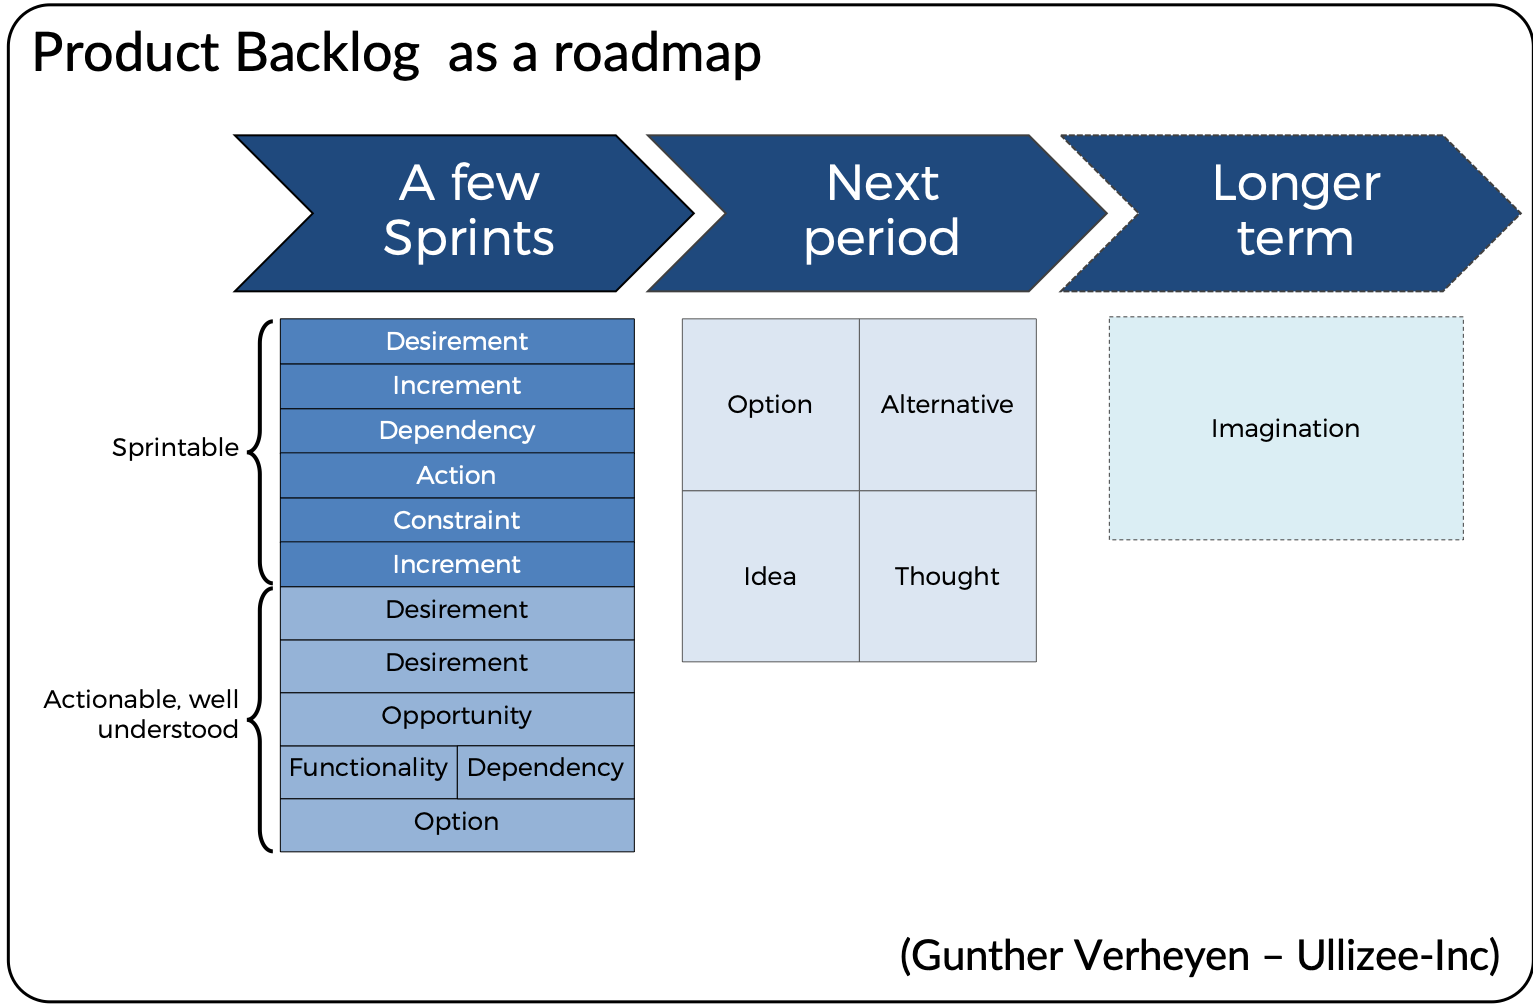 Product Backlog  as a roadmap
A few
Sprints
Next
period
Longer
term
Sprintable
Desirement
Increment
Dependency
Action
Constraint
Increment
Actionable, well
understood
Desirement
Desirement
Opportunity
Functionality
Dependency
Option
Option
Alternative
Idea
Thought
Imagination
(Gunther Verheyen – Ullizee-Inc)